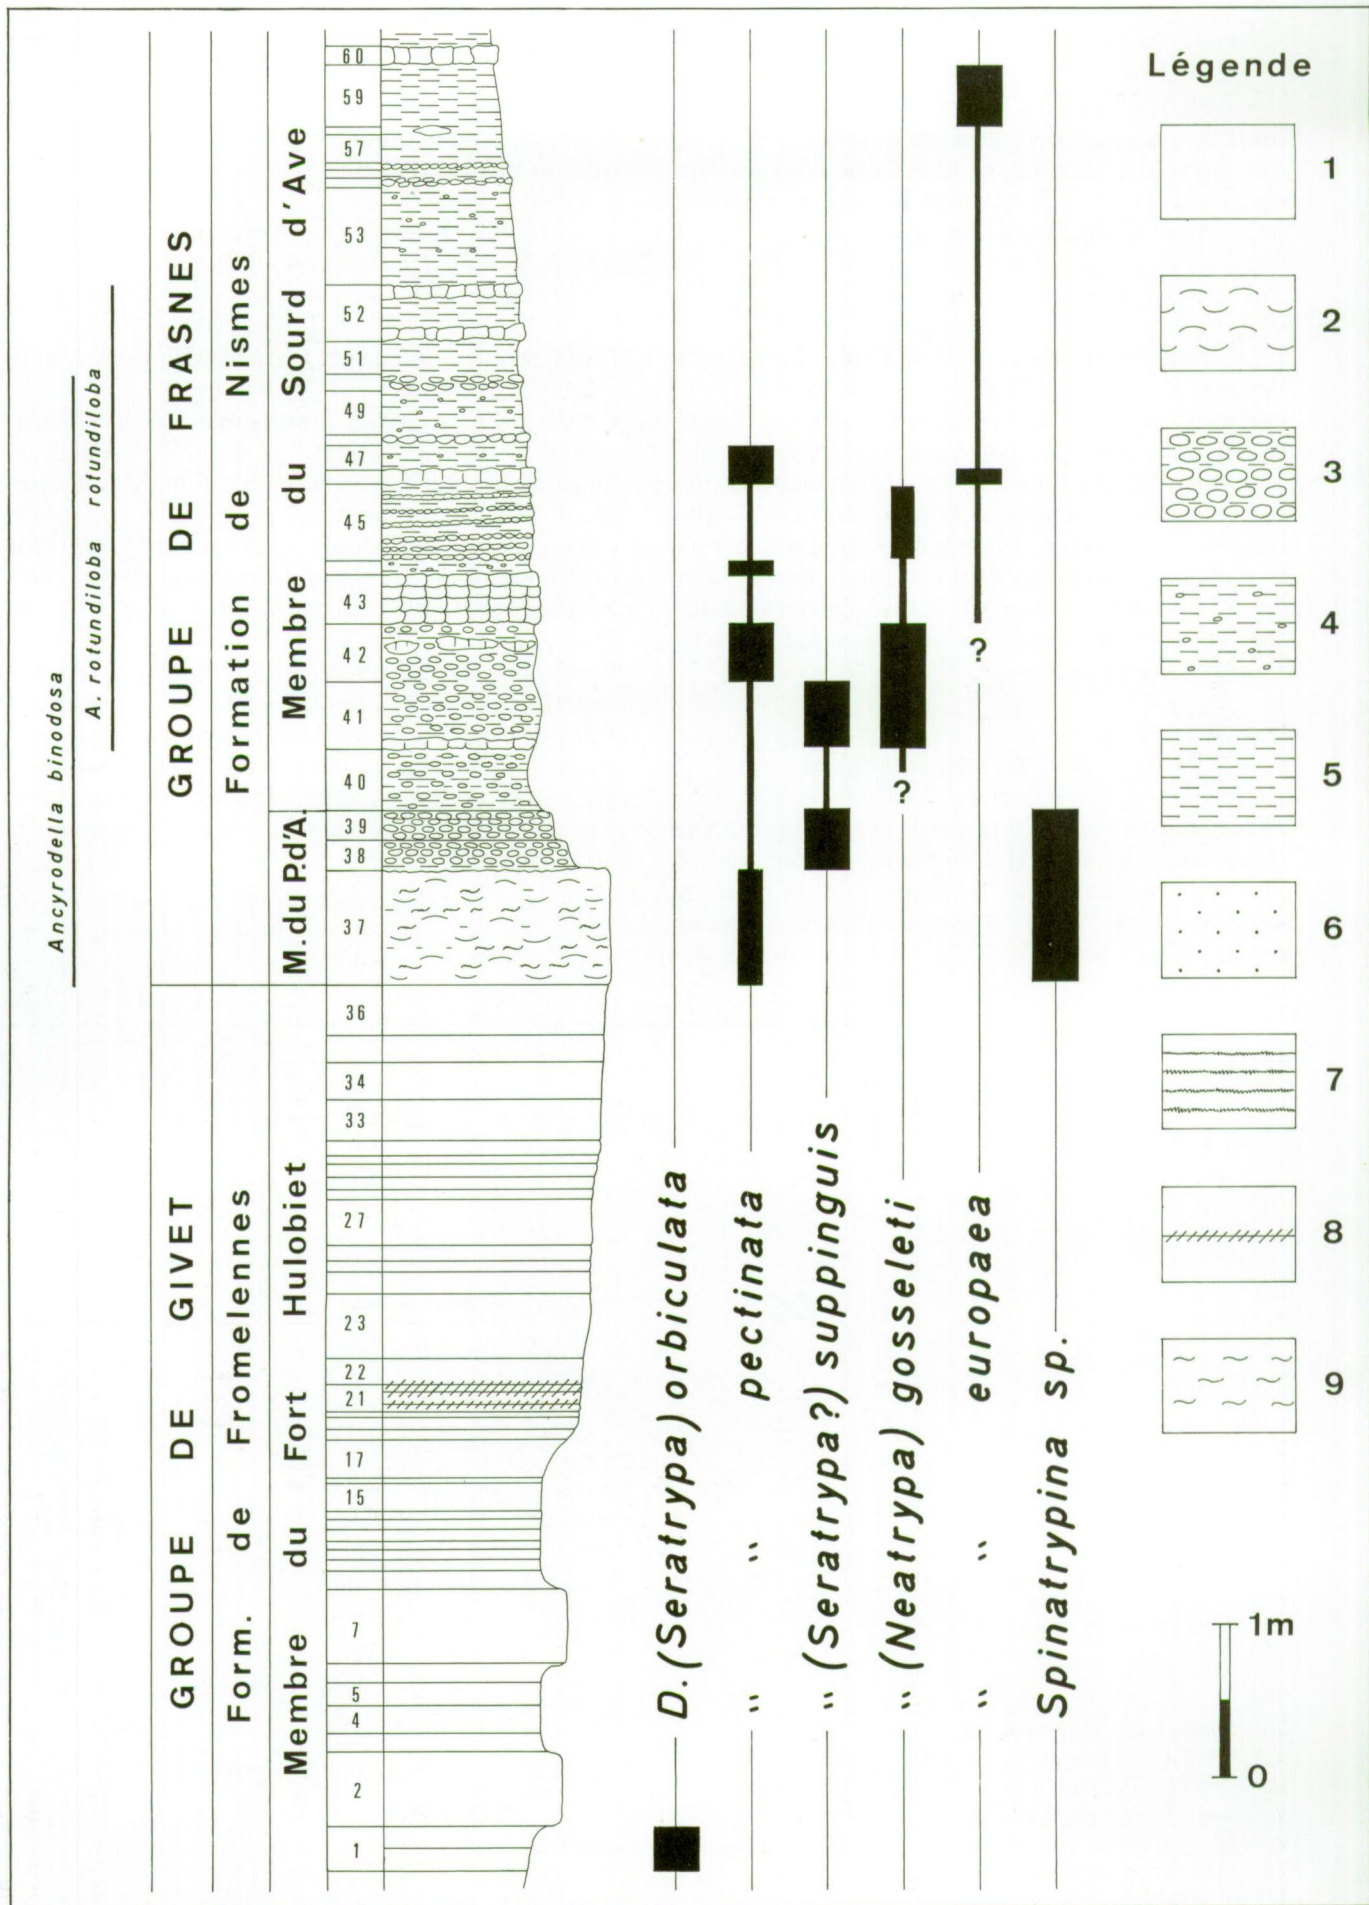 Ancyrodella binodosa
A. rotundiloba rotundiloba
GROUPE DE FRASNES
Formation de Nismes
Membre du Sourd d'Ave
M. du P.d'A.
GROUPE DE GIVET
Form. de Fromelennes
Membre du Fort Hulobiet
60
59
57
53
52
51
49
47
45
43
42
41
40
39
38
37
36
34
33
27
23
22
21
17
15
7
5
4
2
1
D. (Seratrypa) orbiculata
" " pectinata
" (Seratrypa?) suppinguis
" (Neatrypa) gosseleti
" " europaea
Spinatrypina sp.
?
?
Légende
1
2
3
4
5
6
7
8
9
1m
0